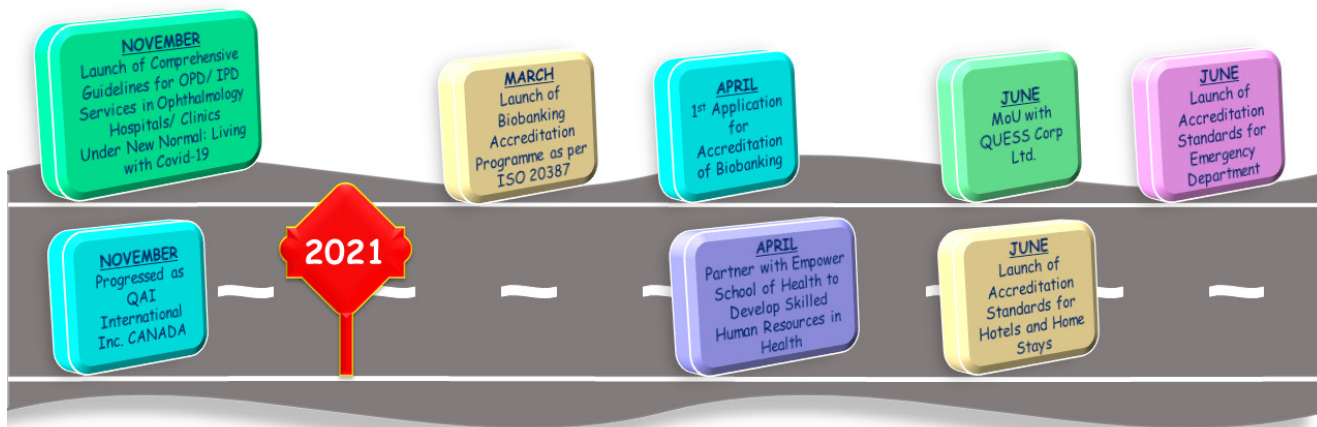 NOVEMBER
Launch of Comprehensive
Guidelines for OPD/ IPD
Services in Ophthalmology
Hospitals/ Clinics
Under New Normal: Living
with Covid-19
NOVEMBER
Progressed as
QAI
International
Inc. CANADA
2021
MARCH
Launch of
Biobanking
Accreditation
Programme as per
ISO 20387
APRIL
1st Application
for
Accreditation
of Biobanking
APRIL
Partner with Empower
School of Health to
Develop Skilled
Human Resources in
Health
JUNE
MoU with
QUESS Corp
Ltd.
JUNE
Launch of
Accreditation
Standards for
Hotels and Home
Stays
JUNE
Launch of
Accreditation
Standards for
Emergency
Department